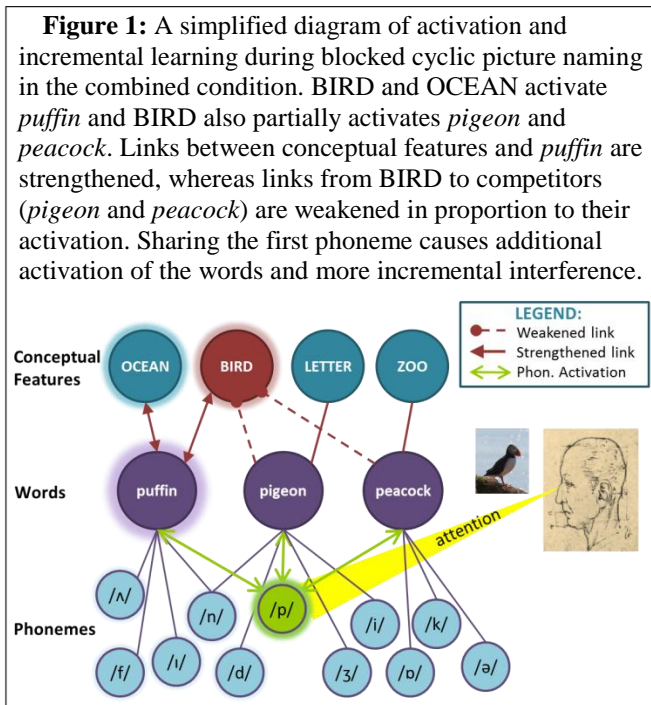 Figure 1: A simplified diagram of activation and
incremental learning during blocked cyclic picture naming
in the combined condition. BIRD and OCEAN activate
puffin and BIRD also partially activates pigeon and
peacock. Links between conceptual features and puffin are
strengthened, whereas links from BIRD to competitors
(pigeon and peacock) are weakened in proportion to their
activation. Sharing the first phoneme causes additional
activation of the words and more incremental interference.
LEGEND:
Weakened link
Strengthened link
Phon. Activation
Conceptual
Features
OCEAN
BIRD
LETTER
ZOO
Words
puffin
pigeon
peacock
attention
Phonemes
/ʌ/
/n/
/p/
/i/
/k/
/f/
/ɪ/
/d/
/ʒ/
/ɒ/
/ə/